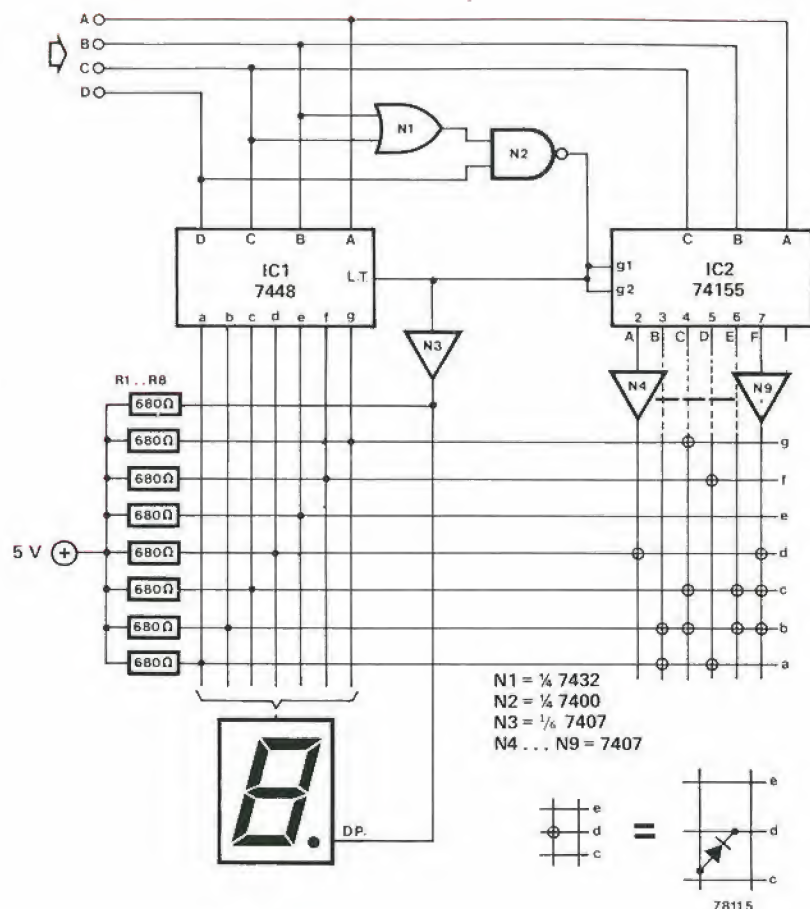 A
B
C
D
N1
N2
D C B A
IC1
7448
L.T.
a b c d e f g
C B A
g1
g2
IC2
74155
2 3 4 5 6 7
A B C D E F
N3
N4
N9
R1 . . R8
680Ω
680Ω
680Ω
680Ω
680Ω
680Ω
680Ω
680Ω
g
f
e
d
c
b
a
5 V +
N1 = ¼ 7432
N2 = ¼ 7400
N3 = 1/6 7407
N4 . . . N9 = 7407
D.P.
e
d
c
=
e
d
c
78115